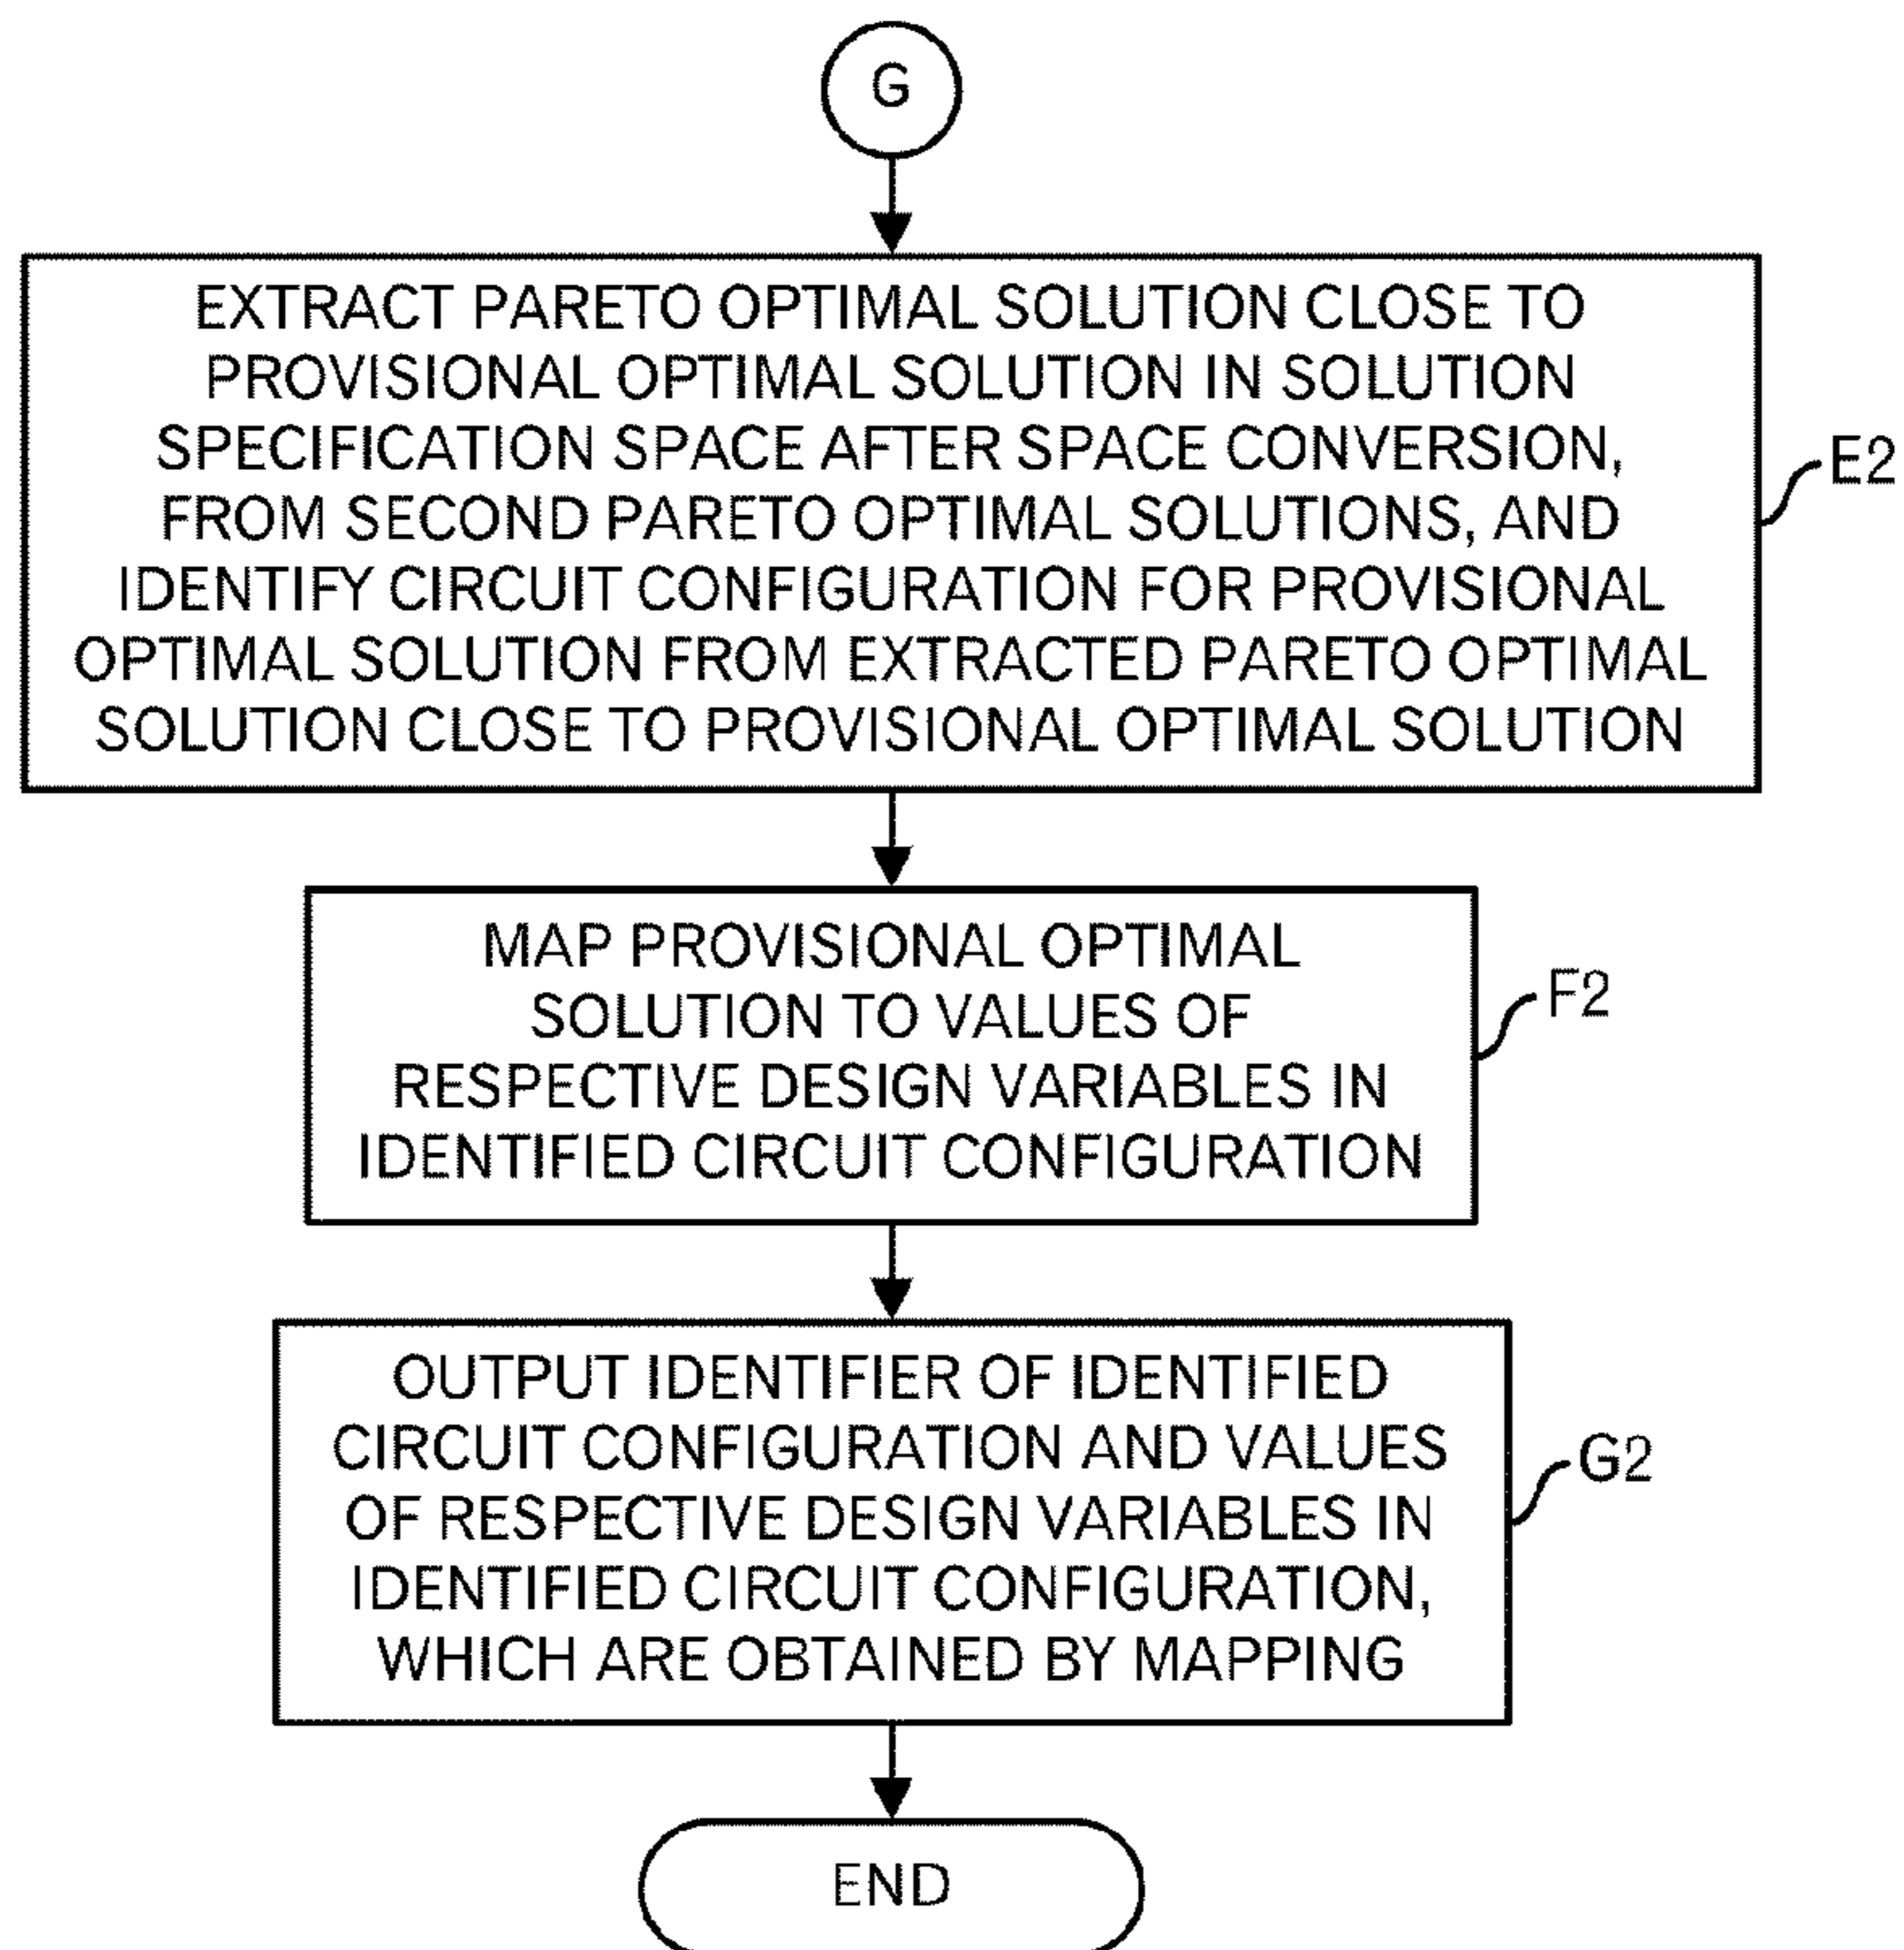 G
EXTRACT PARETO OPTIMAL SOLUTION CLOSE TO
PROVISIONAL OPTIMAL SOLUTION IN SOLUTION
SPECIFICATION SPACE AFTER SPACE CONVERSION,
FROM SECOND PARETO OPTIMAL SOLUTIONS, AND
IDENTIFY CIRCUIT CONFIGURATION FOR PROVISIONAL
OPTIMAL SOLUTION FROM EXTRACTED PARETO OPTIMAL
SOLUTION CLOSE TO PROVISIONAL OPTIMAL SOLUTION
E2
MAP PROVISIONAL OPTIMAL
SOLUTION TO VALUES OF
RESPECTIVE DESIGN VARIABLES IN
IDENTIFIED CIRCUIT CONFIGURATION
F2
OUTPUT IDENTIFIER OF IDENTIFIED
CIRCUIT CONFIGURATION AND VALUES
OF RESPECTIVE DESIGN VARIABLES IN
IDENTIFIED CIRCUIT CONFIGURATION,
WHICH ARE OBTAINED BY MAPPING
G2
END